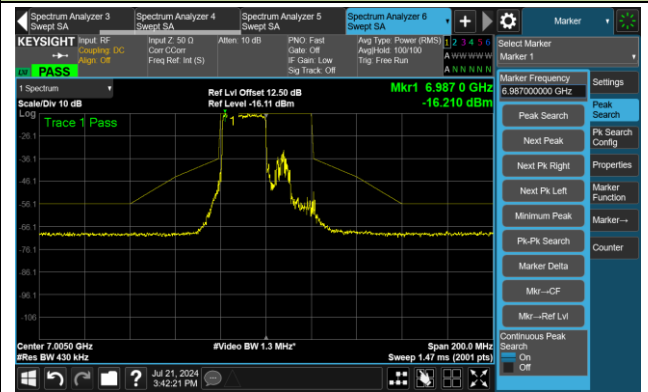 Spectrum Analyzer 3
Swept SA
Spectrum Analyzer 4
Swept SA
Spectrum Analyzer 5
Swept SA
Spectrum Analyzer 6
Swept SA
Marker
KEYSIGHT
Input: RF
Coupling: DC
Align: Off
Input Z: 50 Ω
Corr CCorr
Freq Ref: Int (S)
Atten: 10 dB
PNO: Fast
Gate: Off
IF Gain: Low
Sig Track: Off
Avg Type: Power (RMS)
Avg|Hold: 100/100
Trig: Free Run
1 2 3 4 5 6
A W W W W W
A N N N N N
PASS
Select Marker
Marker 1
1 Spectrum
Scale/Div 10 dB
Log
Ref Lvl Offset 12.50 dB
Ref Level -16.11 dBm
Mkr1 6.987 0 GHz
-16.210 dBm
Trace 1 Pass
1
-26.1
-36.1
-46.1
-56.1
-66.1
-76.1
-86.1
-96.1
-106
Center 7.0050 GHz
#Res BW 430 kHz
#Video BW 1.3 MHz*
Span 200.0 MHz
Sweep 1.47 ms (2001 pts)
Marker Frequency
6.987000000 GHz
Peak Search
Next Peak
Next Pk Right
Next Pk Left
Minimum Peak
Pk-Pk Search
Marker Delta
Mkr→CF
Mkr→Ref Lvl
Continuous Peak
Search
On
Off
Settings
Peak
Search
Pk Search
Config
Properties
Marker
Function
Marker→
Counter
Jul 21, 2024
3:42:21 PM